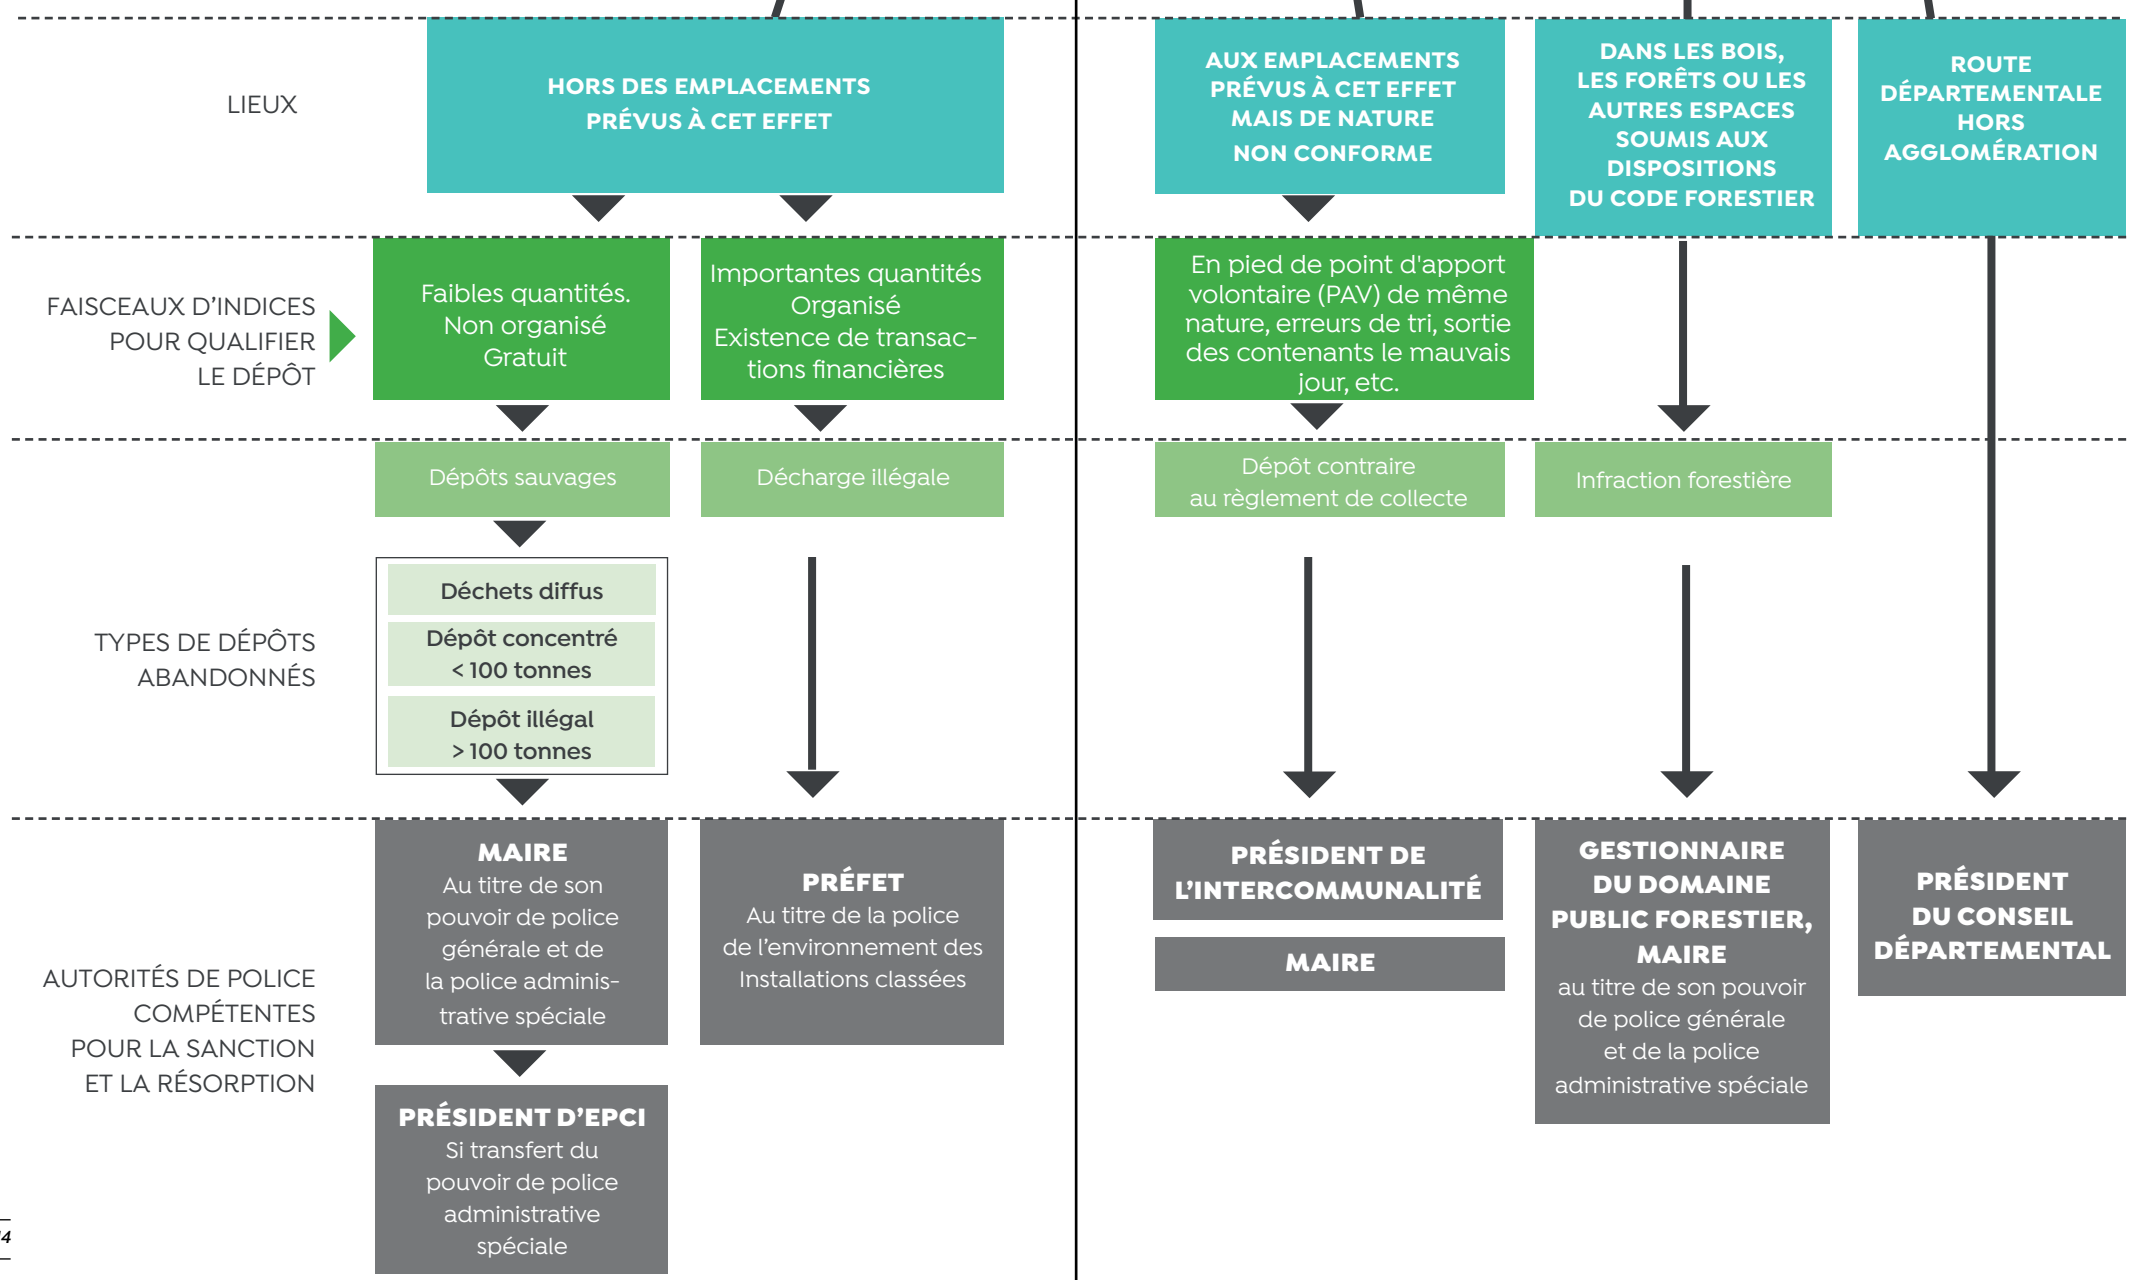 LIEUX
HORS DES EMPLACEMENTS
PRÉVUS À CET EFFET
AUX EMPLACEMENTS
PRÉVUS À CET EFFET
MAIS DE NATURE
NON CONFORME
DANS LES BOIS,
LES FORÊTS OU LES
AUTRES ESPACES
SOUMIS AUX
DISPOSITIONS
DU CODE FORESTIER
ROUTE
DÉPARTEMENTALE
HORS
AGGLOMÉRATION
FAISCEAUX D’INDICES
POUR QUALIFIER
LE DÉPÔT
Faibles quantités.
Non organisé
Gratuit
Importantes quantités
Organisé
Existence de transac-
tions financières
En pied de point d'apport
volontaire (PAV) de même
nature, erreurs de tri, sortie
des contenants le mauvais
jour, etc.
TYPES DE DÉPÔTS
ABANDONNÉS
Dépôts sauvages
Décharge illégale
Dépôt contraire
au règlement de collecte
Infraction forestière
Déchets diffus
Dépôt concentré
< 100 tonnes
Dépôt illégal
> 100 tonnes
AUTORITÉS DE POLICE
COMPÉTENTES
POUR LA SANCTION
ET LA RÉSORPTION
MAIRE
Au titre de son
pouvoir de police
générale et de
la police adminis-
trative spéciale
PRÉFET
Au titre de la police
de l’environnement des
Installations classées
PRÉSIDENT DE
L’INTERCOMMUNALITÉ
MAIRE
GESTIONNAIRE
DU DOMAINE
PUBLIC FORESTIER,
MAIRE
au titre de son pouvoir
de police générale
et de la police
administrative spéciale
PRÉSIDENT
DU CONSEIL
DÉPARTEMENTAL
PRÉSIDENT D’EPCI
Si transfert du
pouvoir de police
administrative
spéciale